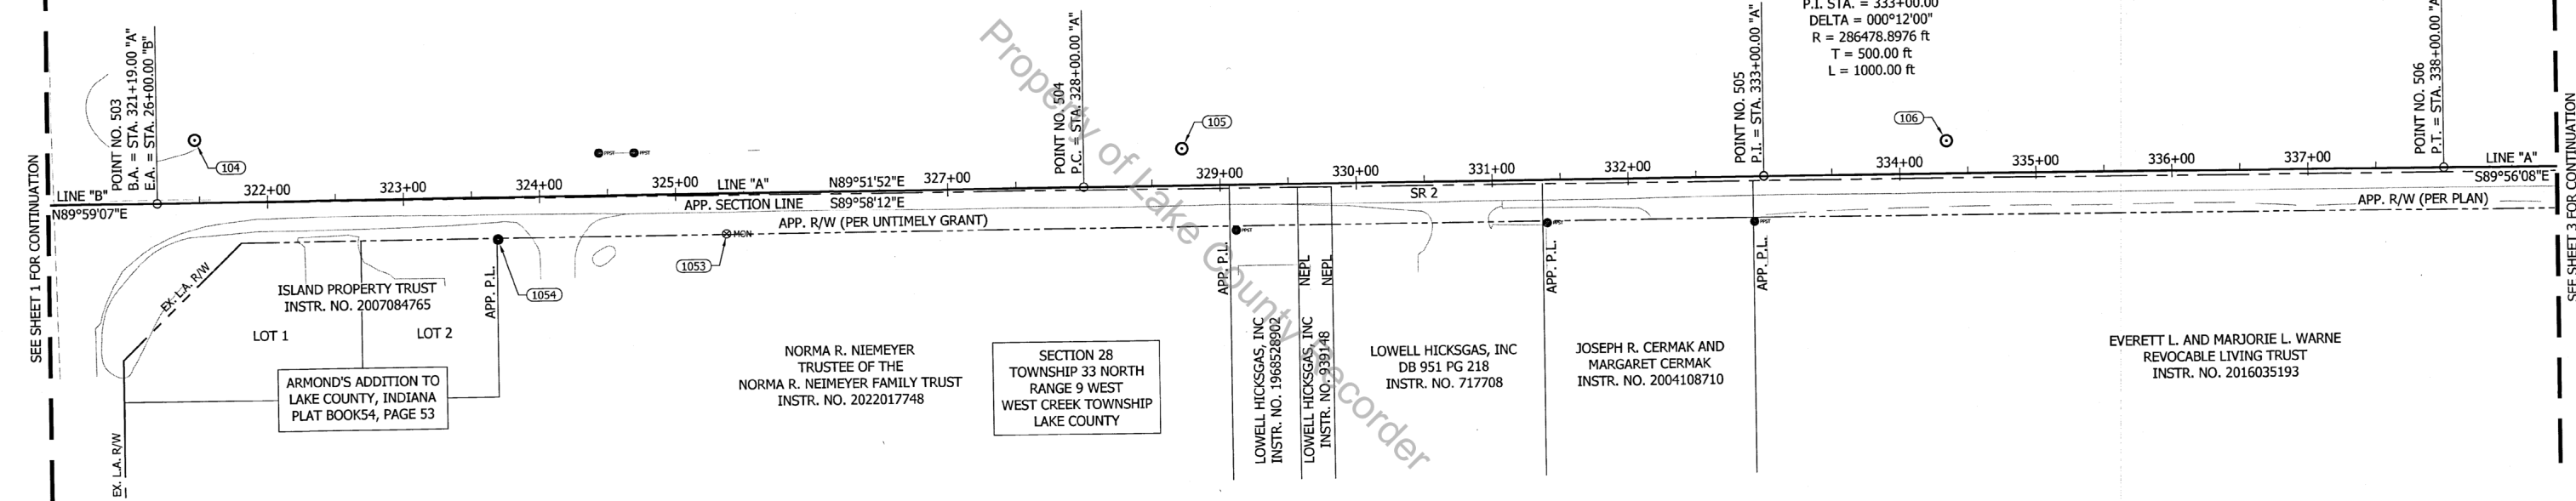 SEE SHEET 1 FOR CONTINUATION
POINT NO. 503
B.A. = STA. 321+19.00 "A"
E.A. = STA. 26+00.00 "B"
LINE "B"
N89°59'07"E
104
322+00
323+00
324+00
325+00
LINE "A"
N89°51'52"E
327+00
APP. SECTION LINE
S89°58'12"E
APP. R/W (PER UNTIMELY GRANT)
PPST
PPST
POINT NO. 504
P.C. = STA. 328+00.00 "A"
105
329+00
330+00
331+00
332+00
SR 2
POINT NO. 505
P.I. = STA. 333+00.00 "A"
P.I. STA. = 333+00.00
DELTA = 000°12'00"
R = 286478.8976 ft
T = 500.00 ft
L = 1000.00 ft
106
334+00
335+00
336+00
337+00
POINT NO. 506
P.T. = STA. 338+00.00 "A"
LINE "A"
S89°56'08"E
APP. R/W (PER PLAN)
SEE SHEET 3 FOR CONTINUATION
EX. L.A. R/W
EX. L.A. R/W
ISLAND PROPERTY TRUST
INSTR. NO. 2007084765
LOT 1
LOT 2
ARMOND'S ADDITION TO
LAKE COUNTY, INDIANA
PLAT BOOK54, PAGE 53
APP. P.L.
1054
1053
MON
NORMA R. NIEMEYER
TRUSTEE OF THE
NORMA R. NEIMEYER FAMILY TRUST
INSTR. NO. 2022017748
SECTION 28
TOWNSHIP 33 NORTH
RANGE 9 WEST
WEST CREEK TOWNSHIP
LAKE COUNTY
APP. P.L.
PPST
LOWELL HICKSGAS, INC
INSTR. NO. 1968528902
NEPL
NEPL
LOWELL HICKSGAS, INC
INSTR. NO. 939148
LOWELL HICKSGAS, INC
DB 951 PG 218
INSTR. NO. 717708
APP. P.L.
PPST
JOSEPH R. CERMAK AND
MARGARET CERMAK
INSTR. NO. 2004108710
APP. P.L.
PPST
EVERETT L. AND MARJORIE L. WARNE
REVOCABLE LIVING TRUST
INSTR. NO. 2016035193
Property of Lake County Recorder